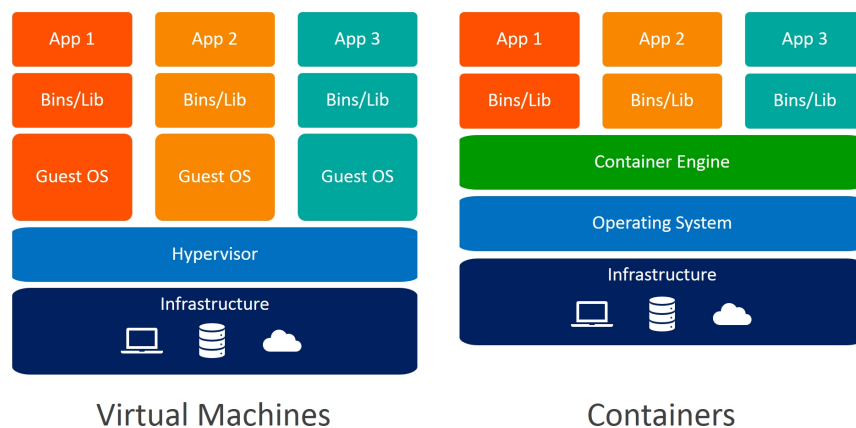 App 1
App 2
App 3
Bins/Lib
Bins/Lib
Bins/Lib
Guest OS
Guest OS
Guest OS
Hypervisor
Infrastructure
Virtual Machines
App 1
App 2
App 3
Bins/Lib
Bins/Lib
Bins/Lib
Container Engine
Operating System
Infrastructure
Containers